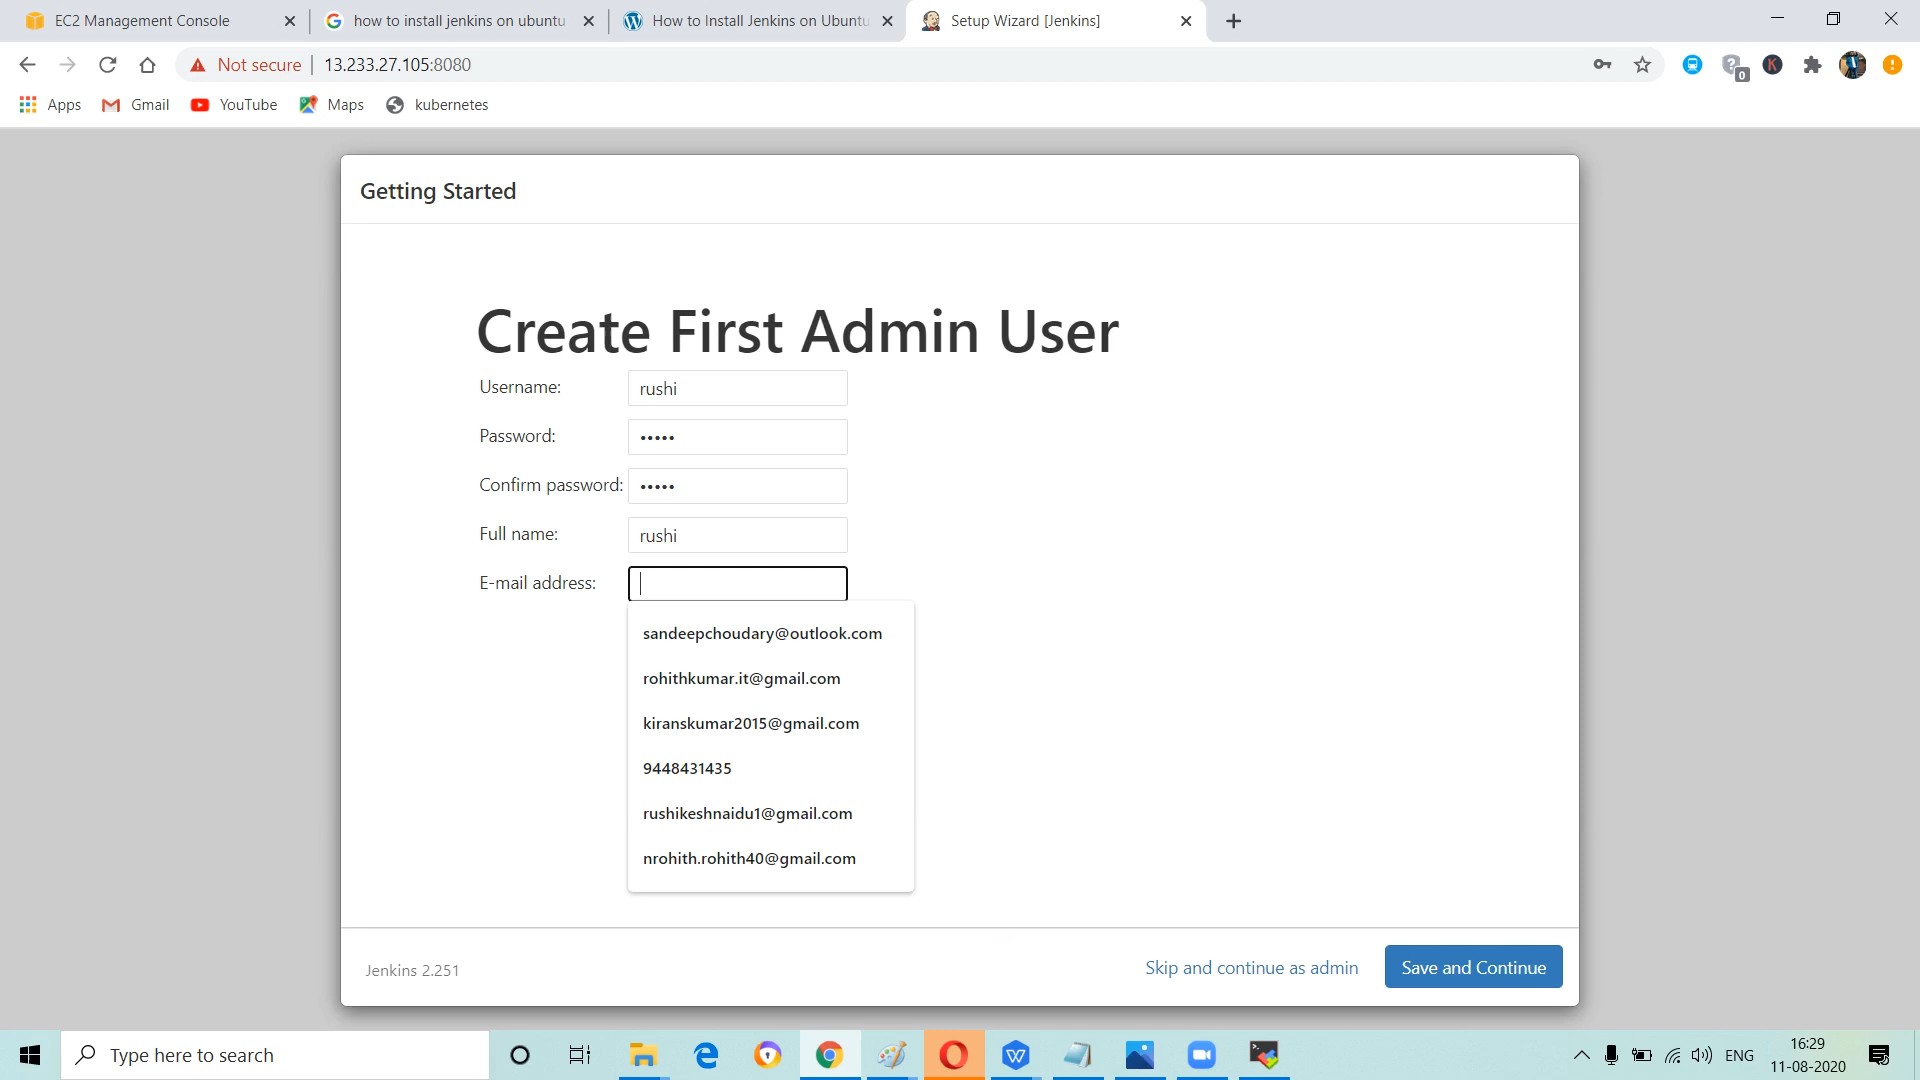 EC2 Management Console
how to install jenkins on ubuntu
How to Install Jenkins on Ubuntu
Setup Wizard [Jenkins]
Not secure
13.233.27.105:8080
0
K
Apps
Gmail
YouTube
Maps
kubernetes
Getting Started
Create First Admin User
Username:
rushi
Password:
•••••
Confirm password:
•••••
Full name:
rushi
E-mail address:
sandeepchoudary@outlook.com
rohithkumar.it@gmail.com
kiranskumar2015@gmail.com
9448431435
rushikeshnaidu1@gmail.com
nrohith.rohith40@gmail.com
Jenkins 2.251
Skip and continue as admin
Save and Continue
Type here to search
ENG
16:29
11-08-2020